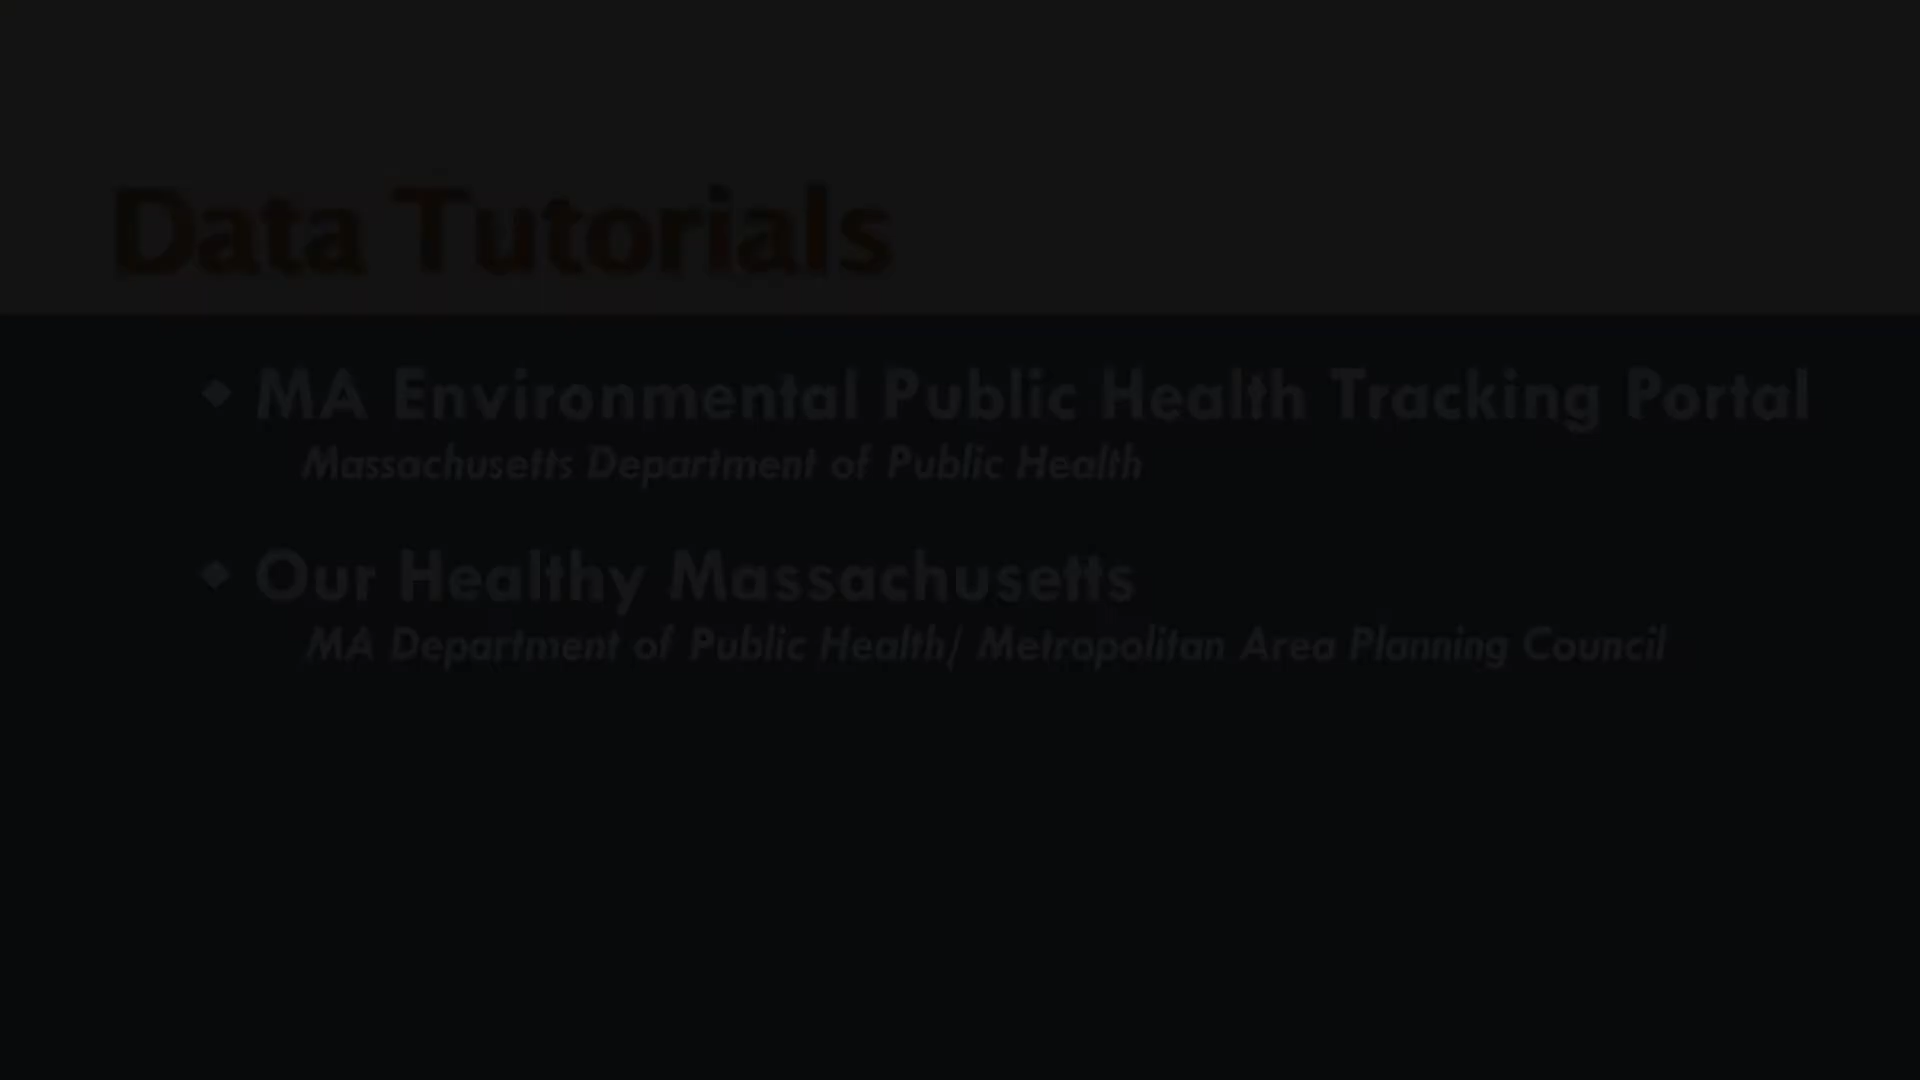 Data Tutorials
◆ MA Environmental Public Health Tracking Portal
Massachusetts Department of Public Health
◆ Our Healthy Massachusetts
MA Department of Public Health/ Metropolitan Area Planning Council